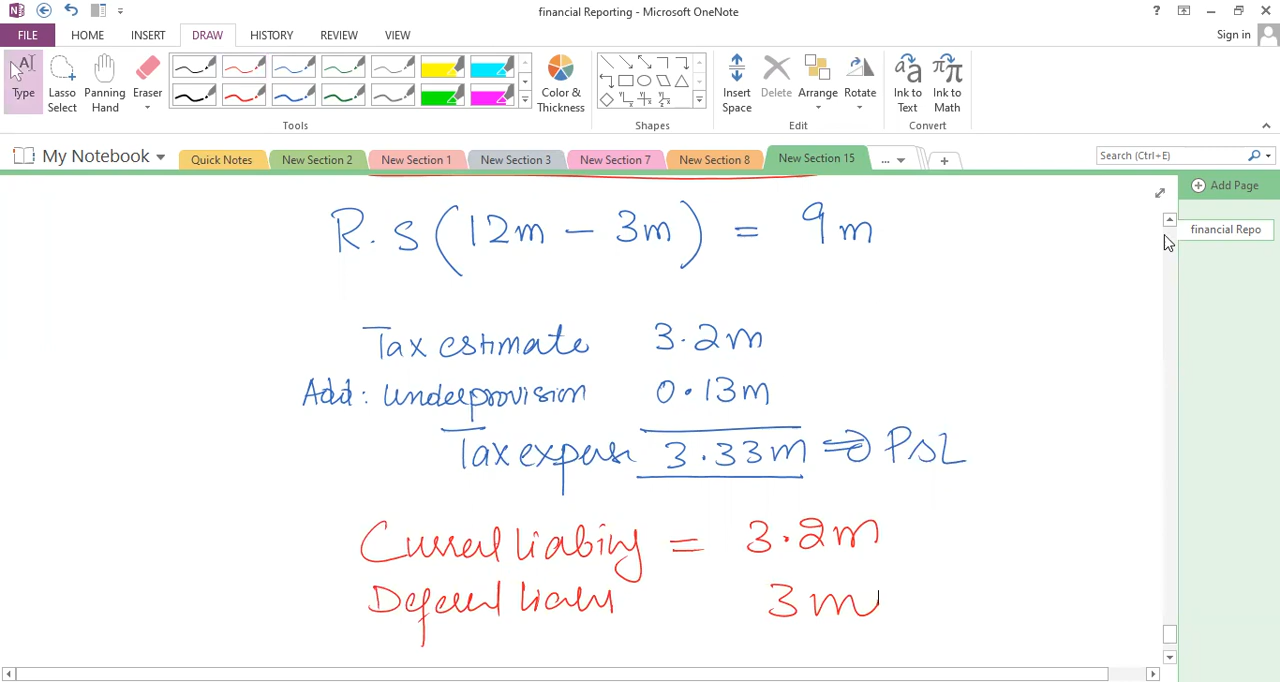 financial Reporting - Microsoft OneNote
Sign in
FILE HOME INSERT DRAW HISTORY REVIEW VIEW
Type
Lasso Select
Panning Hand
Eraser
Color & Thickness
Insert Space
Delete
Arrange
Rotate
Ink to Text
Ink to Math
Tools Shapes Edit Convert
My Notebook Quick Notes New Section 2 New Section 1 New Section 3 New Section 7 New Section 8 New Section 15 ... Search (Ctrl+E)
Add Page
financial Repo
R.S (12m - 3m) = 9m
Tax estimate 3.2m
Add: underprovision 0.13m
Tax expense 3.33m ⇒ P&L
Current liability = 3.2m
Deferred 3m